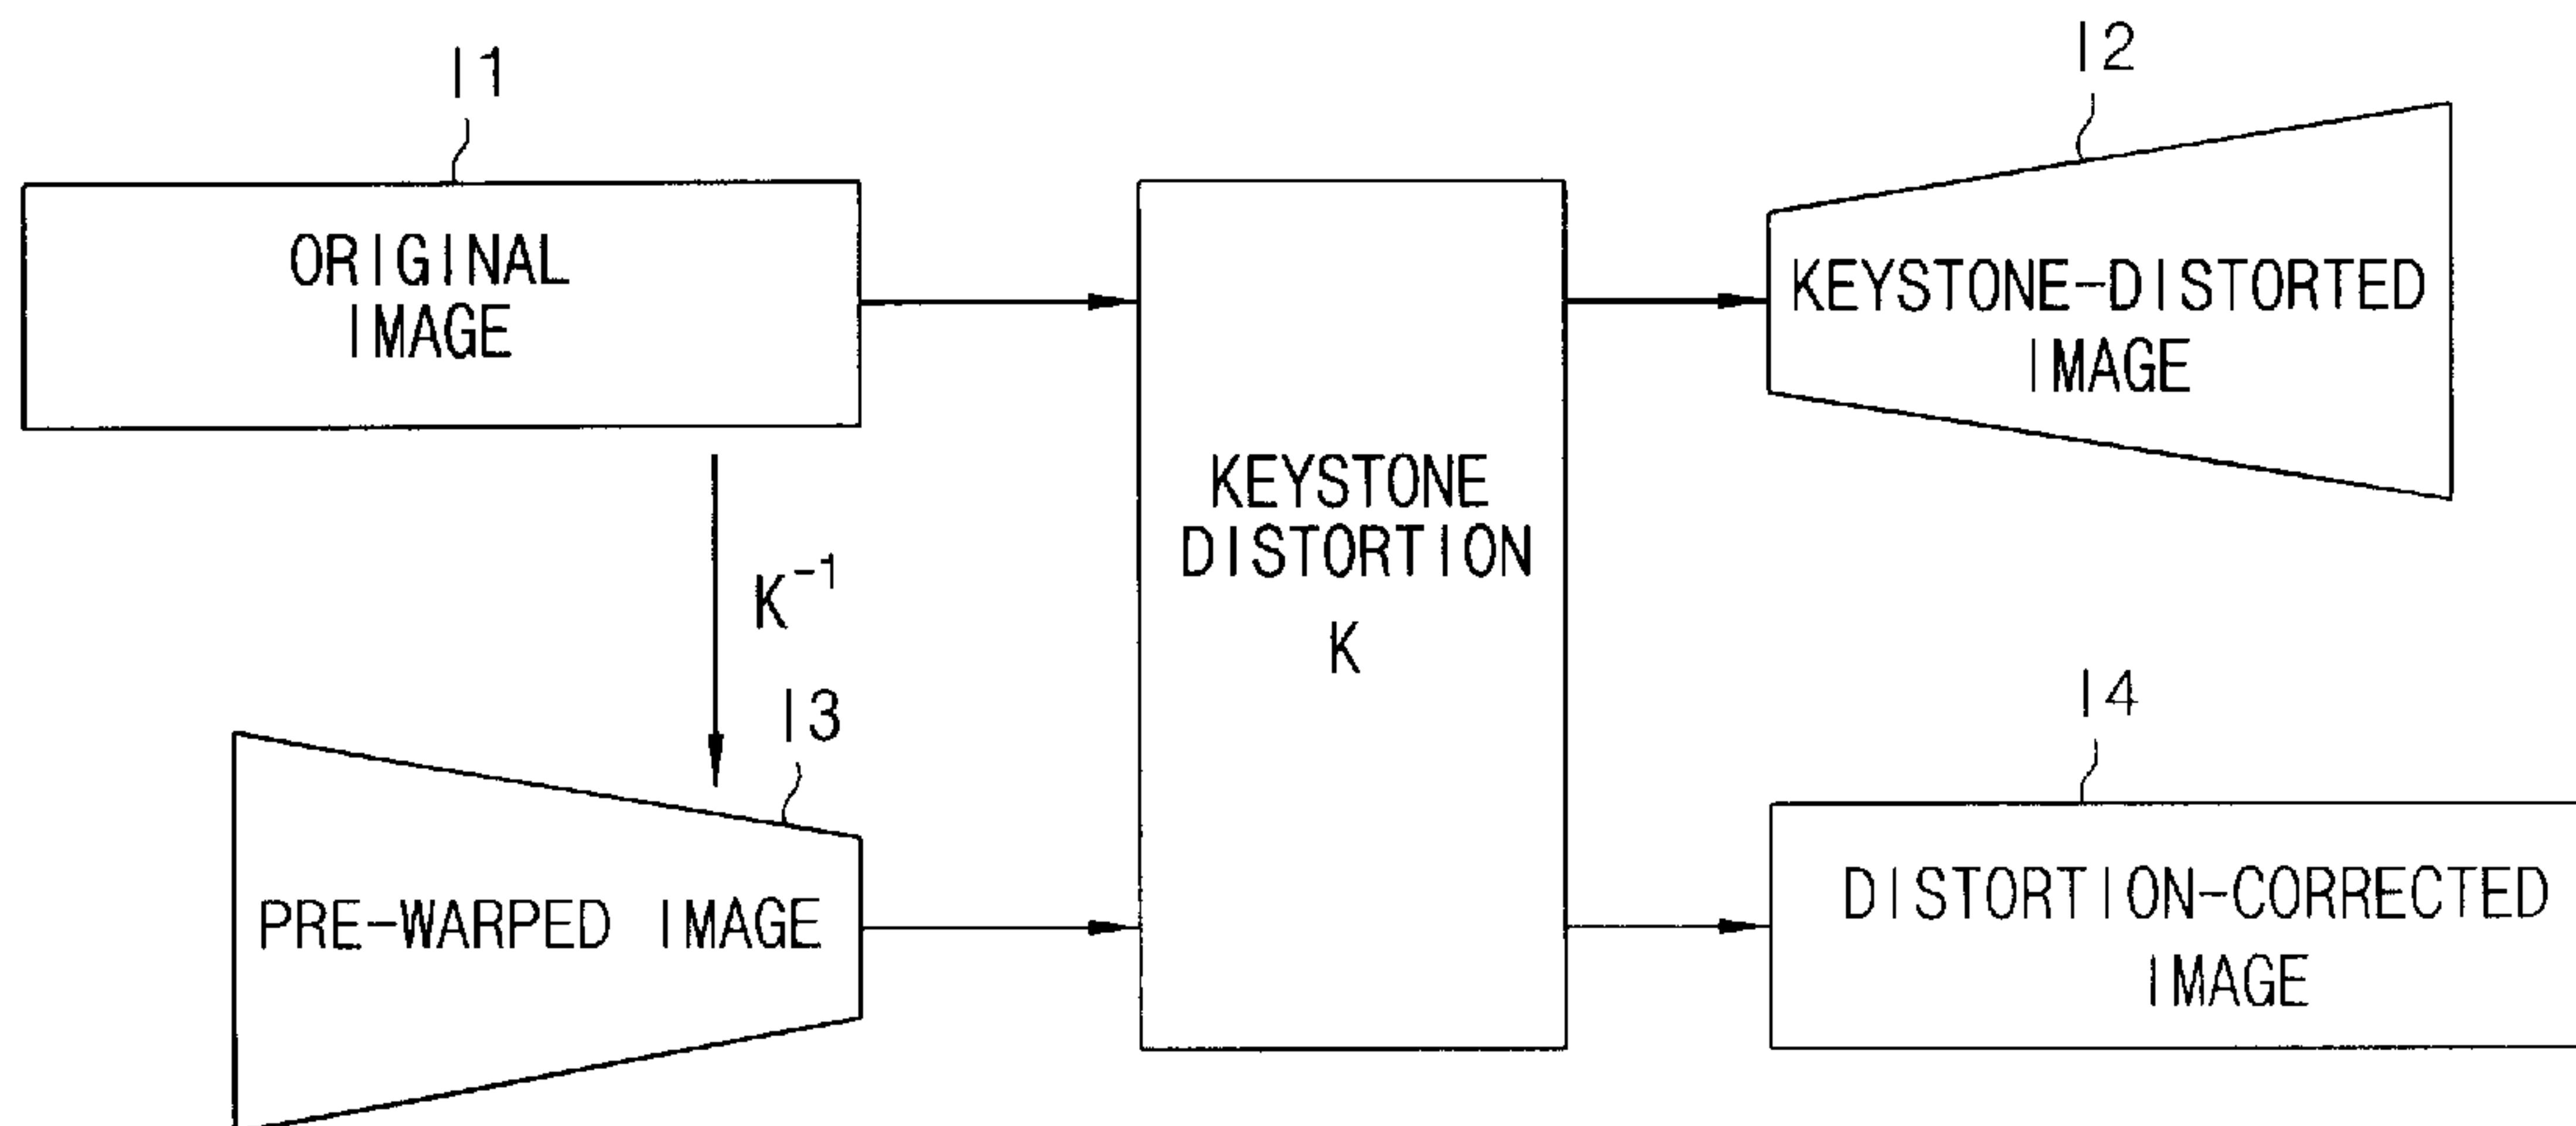 I1
ORIGINAL
IMAGE
I2
KEYSTONE-DISTORTED
IMAGE
KEYSTONE
DISTORTION
K
K⁻¹
I3
PRE-WARPED IMAGE
I4
DISTORTION-CORRECTED
IMAGE